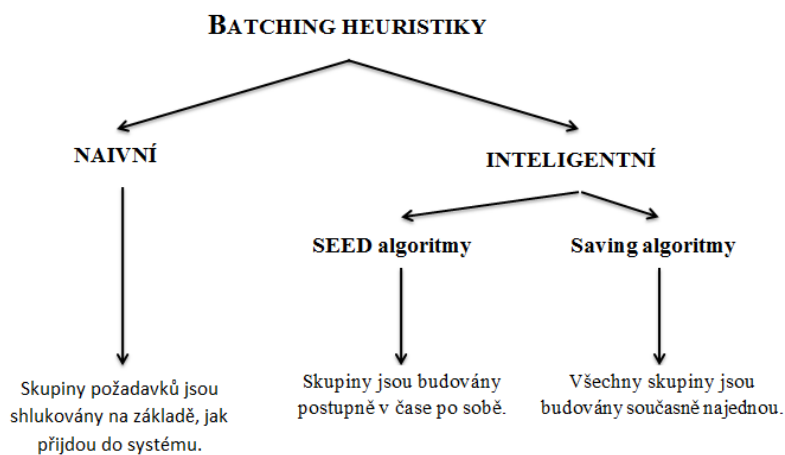 BATCHING HEURISTIKY
NAIVNÍ
INTELIGENTNÍ
SEED algoritmy
Saving algoritmy
Skupiny požadavků jsou
shlukovány na základě, jak
přijdou do systému.
Skupiny jsou budovány
postupně v čase po sobě.
Všechny skupiny jsou
budovány současně najednou.